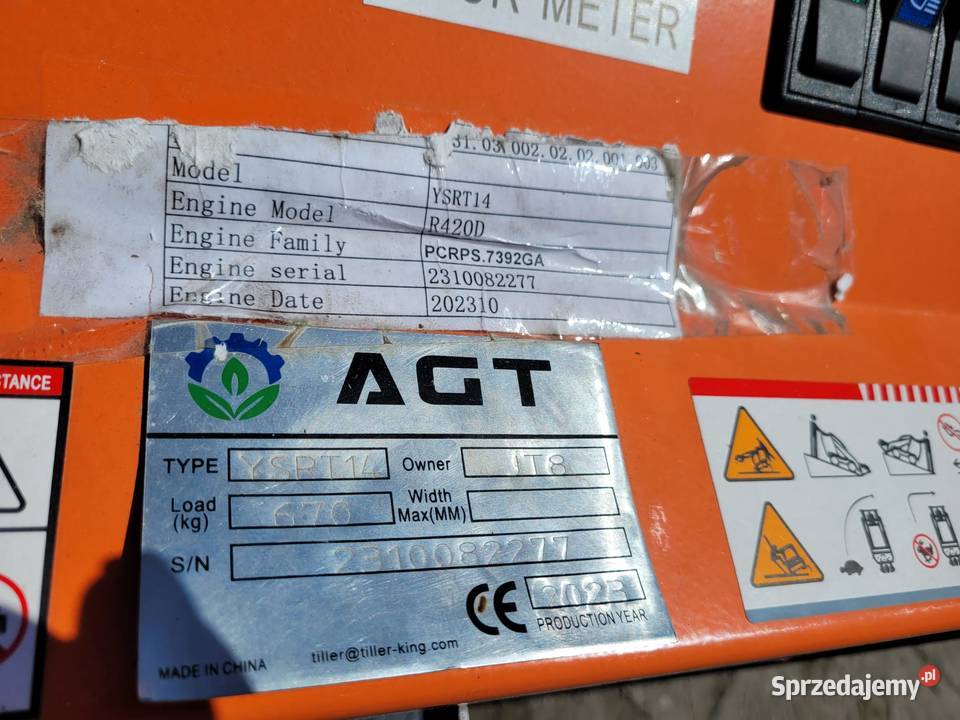 METER
31.03.002.02.02.001.003
Model YSRT14
Engine Model R420D
Engine Family PCRPS.7392GA
Engine serial 2310082277
Engine Date 202310
STANCE
AGT
TYPE YSRT14 Owner JT8
Load (kg) 670 Width Max(MM)
S/N 2310082277
CE 2023
PRODUCTION YEAR
MADE IN CHINA tiller@tiller-king.com
Sprzedajemy.pl